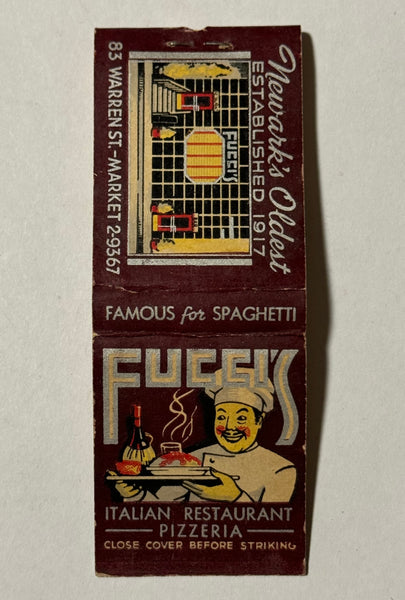 Newark's Oldest
ESTABLISHED 1917
FUCCI'S
83 WARREN ST.-MARKET 2-9367
FAMOUS for SPAGHETTI
FUCCI'S
ITALIAN RESTAURANT
PIZZERIA
CLOSE COVER BEFORE STRIKING